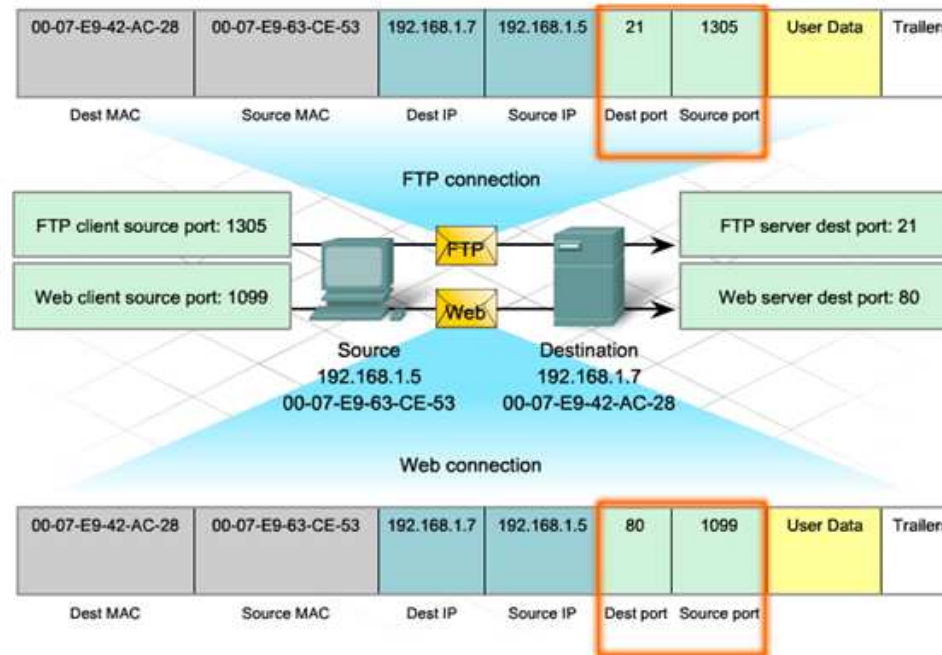 00-07-E9-42-AC-28 00-07-E9-63-CE-53 192.168.1.7 192.168.1.5 21 1305 User Data Trailer
Dest MAC Source MAC Dest IP Source IP Dest port Source port
FTP connection
FTP client source port: 1305
FTP
FTP server dest port: 21
Web client source port: 1099
Web
Web server dest port: 80
Source
192.168.1.5
00-07-E9-63-CE-53
Destination
192.168.1.7
00-07-E9-42-AC-28
Web connection
00-07-E9-42-AC-28 00-07-E9-63-CE-53 192.168.1.7 192.168.1.5 80 1099 User Data Trailer
Dest MAC Source MAC Dest IP Source IP Dest port Source port